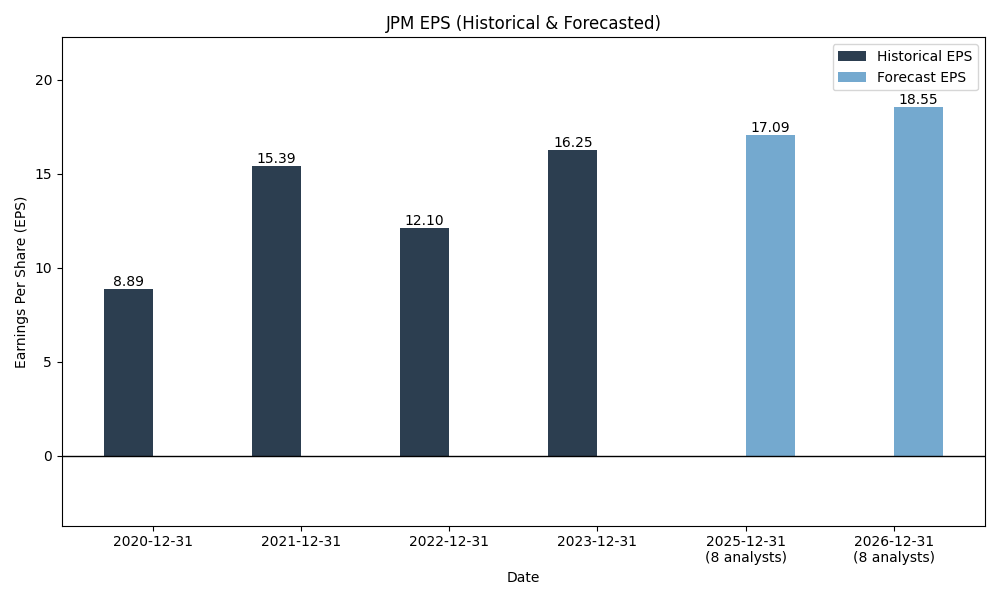 JPM EPS (Historical & Forecasted)
Historical EPS
Forecast EPS
Earnings Per Share (EPS)
20
15
10
5
0
8.89
15.39
12.10
16.25
17.09
18.55
2020-12-31
2021-12-31
2022-12-31
2023-12-31
2025-12-31
(8 analysts)
2026-12-31
(8 analysts)
Date